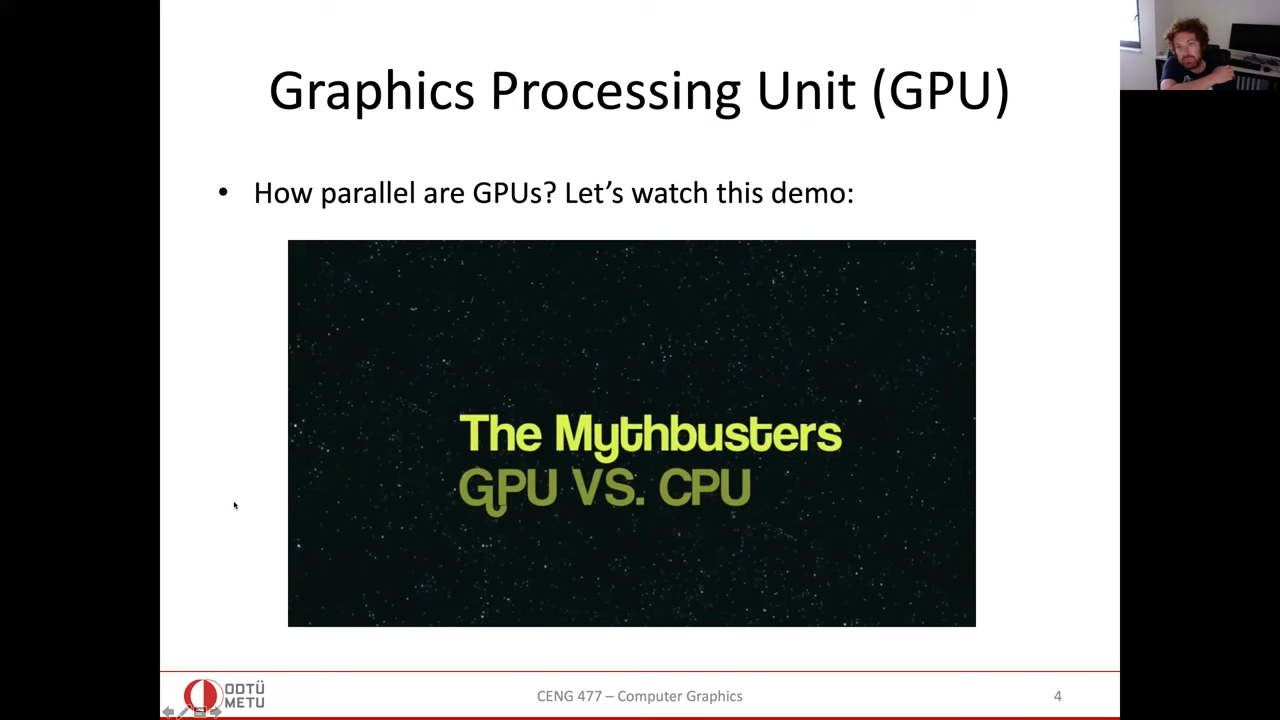 Graphics Processing Unit (GPU)
• How parallel are GPUs? Let’s watch this demo:
The Mythbusters
GPU VS. CPU
ODTÜ
METU
CENG 477 – Computer Graphics
4